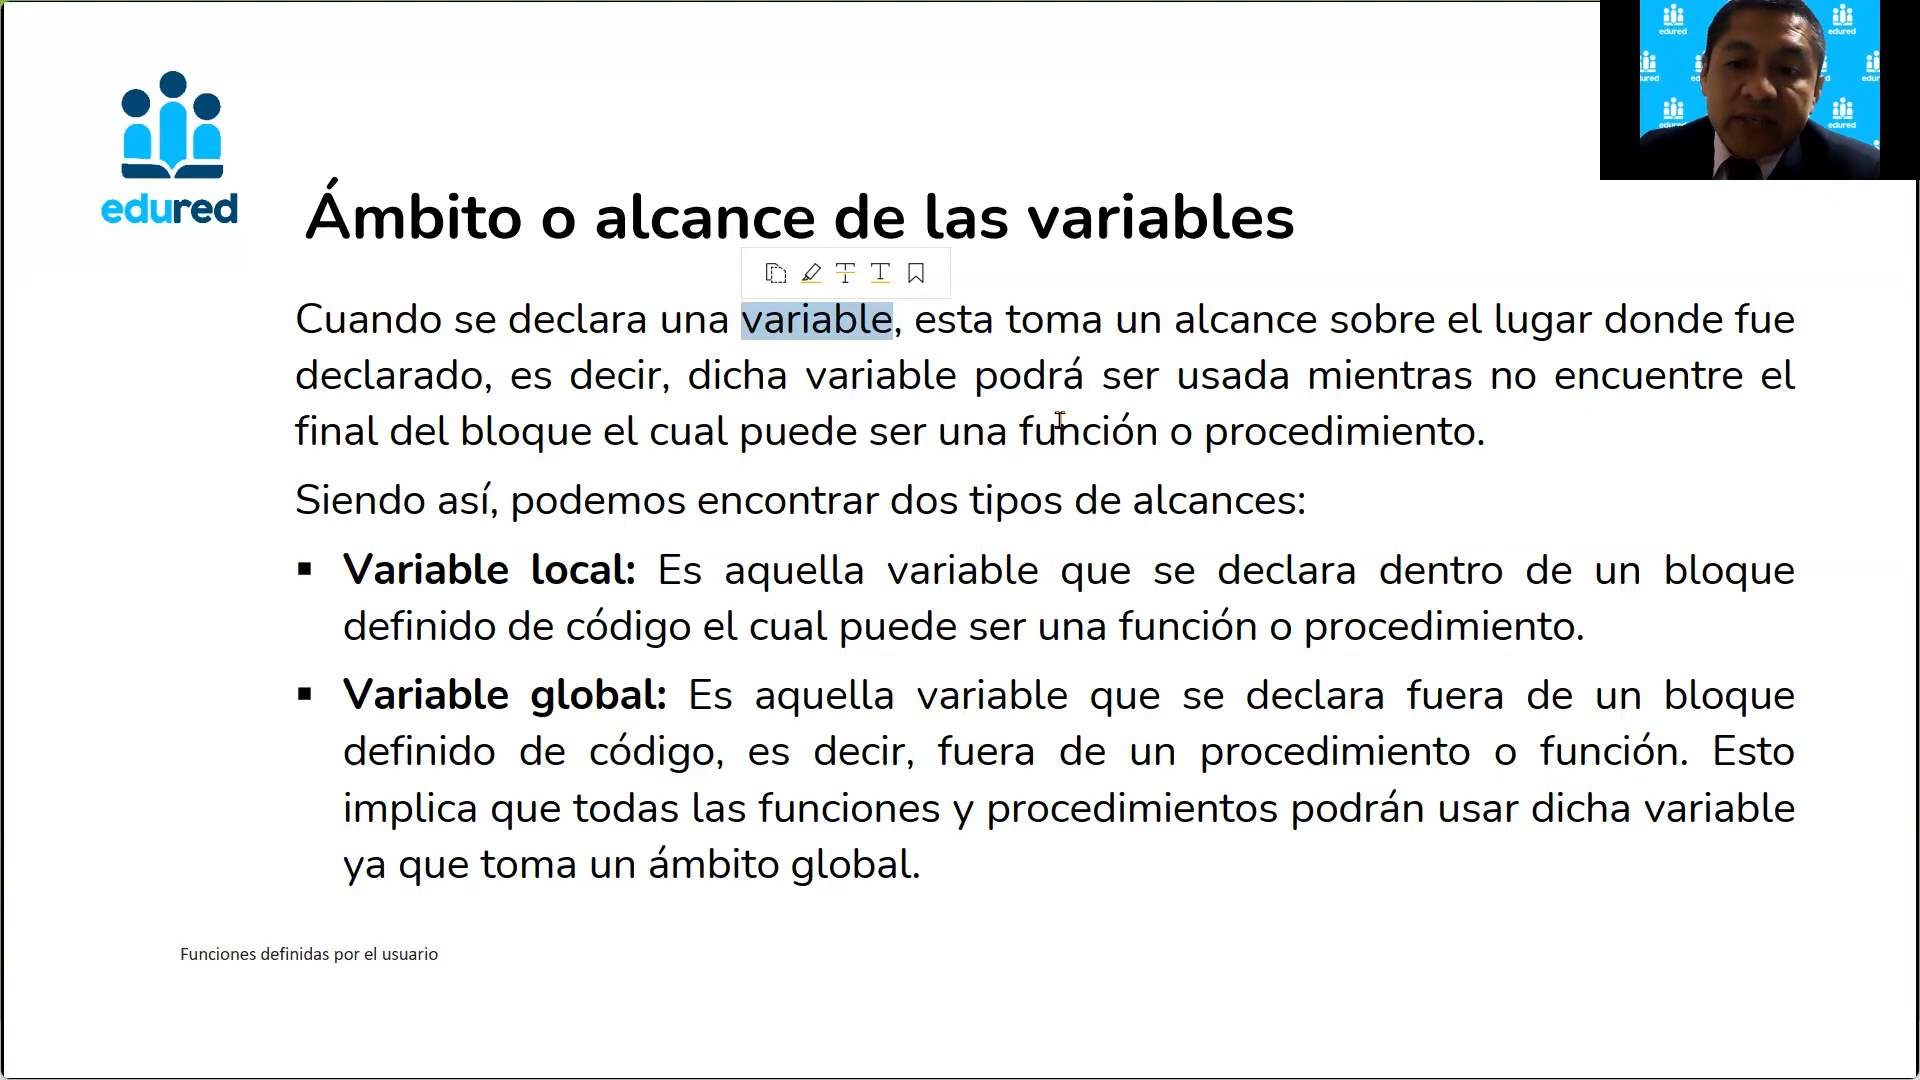 edured
Ámbito o alcance de las variables
Cuando se declara una variable, esta toma un alcance sobre el lugar donde fue
declarado, es decir, dicha variable podrá ser usada mientras no encuentre el
final del bloque el cual puede ser una función o procedimiento.
Siendo así, podemos encontrar dos tipos de alcances:
▪ Variable local: Es aquella variable que se declara dentro de un bloque
definido de código el cual puede ser una función o procedimiento.
▪ Variable global: Es aquella variable que se declara fuera de un bloque
definido de código, es decir, fuera de un procedimiento o función. Esto
implica que todas las funciones y procedimientos podrán usar dicha variable
ya que toma un ámbito global.
Funciones definidas por el usuario
edured
edured
edured
edured